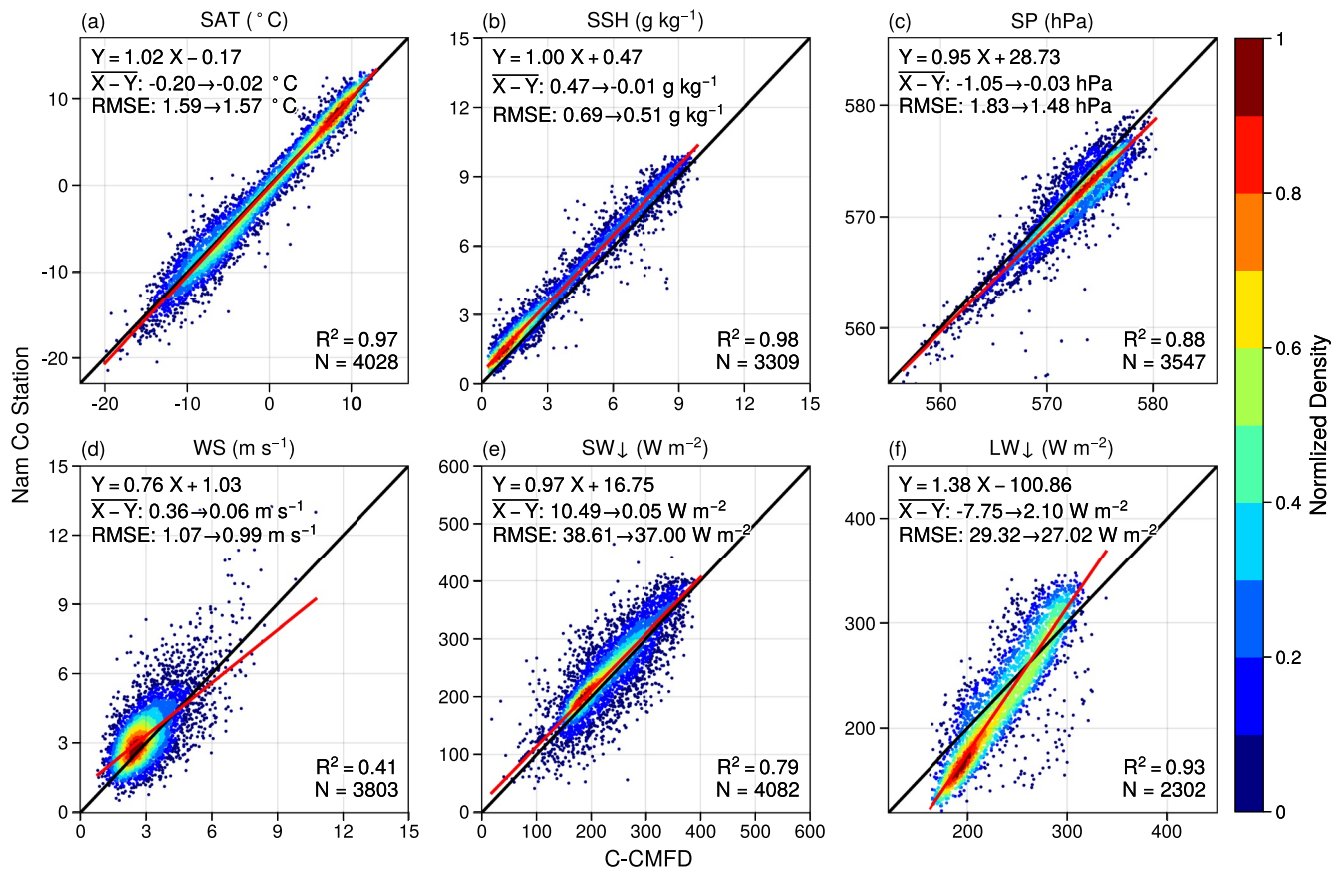 (a) SAT (°C)
Y = 1.02 X − 0.17
X − Y: -0.20→-0.02 °C
RMSE: 1.59→1.57 °C
R² = 0.97
N = 4028
10
0
-10
-20
-20 -10 0 10
(b) SSH (g kg⁻¹)
Y = 1.00 X + 0.47
X − Y: 0.47→-0.01 g kg⁻¹
RMSE: 0.69→0.51 g kg⁻¹
R² = 0.98
N = 3309
15
12
9
6
3
0
0 3 6 9 12 15
(c) SP (hPa)
Y = 0.95 X + 28.73
X − Y: -1.05→-0.03 hPa
RMSE: 1.83→1.48 hPa
R² = 0.88
N = 3547
580
570
560
560 570 580
(d) WS (m s⁻¹)
Y = 0.76 X + 1.03
X − Y: 0.36→0.06 m s⁻¹
RMSE: 1.07→0.99 m s⁻¹
R² = 0.41
N = 3803
15
12
9
6
3
0
0 3 6 9 12 15
(e) SW↓ (W m⁻²)
Y = 0.97 X + 16.75
X − Y: 10.49→0.05 W m⁻²
RMSE: 38.61→37.00 W m⁻²
R² = 0.79
N = 4082
600
500
400
300
200
100
0
0 100 200 300 400 500 600
(f) LW↓ (W m⁻²)
Y = 1.38 X − 100.86
X − Y: -7.75→2.10 W m⁻²
RMSE: 29.32→27.02 W m⁻²
R² = 0.93
N = 2302
400
300
200
200 300 400
Nam Co Station
C-CMFD
1
0.8
0.6
0.4
0.2
0
Normlized Density